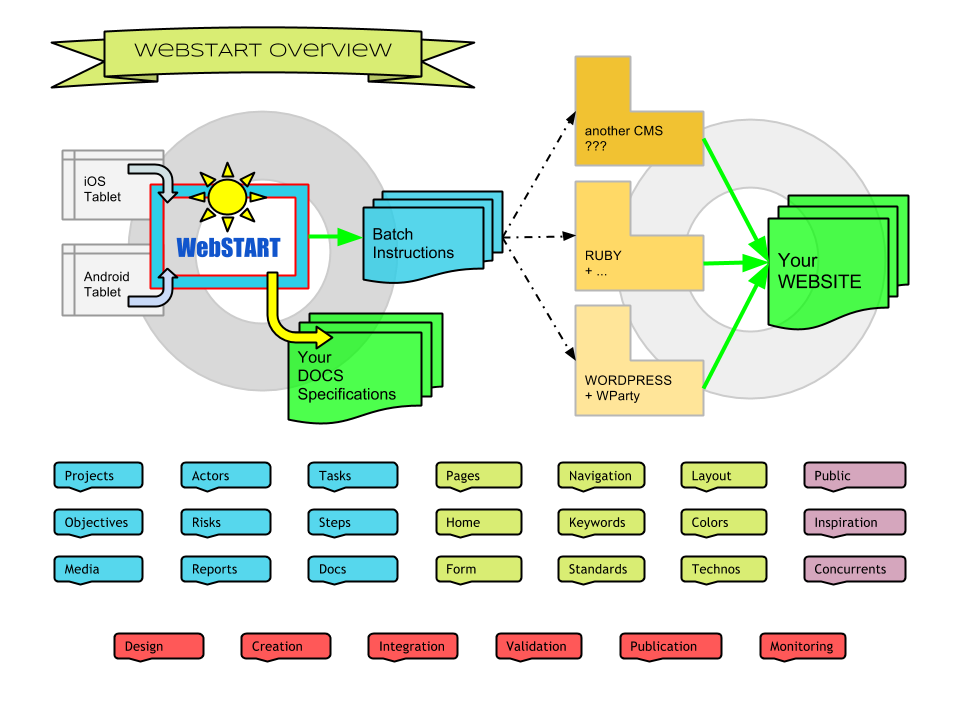 WebSTART Overview
another CMS
???
iOS
Tablet
WebSTART
Batch
Instructions
Android
Tablet
RUBY
+ ...
Your
WEBSITE
Your
DOCS
Specifications
WORDPRESS
+ WParty
Projects
Actors
Tasks
Pages
Navigation
Layout
Public
Objectives
Risks
Steps
Home
Keywords
Colors
Inspiration
Media
Reports
Docs
Form
Standards
Technos
Concurrents
Design
Creation
Integration
Validation
Publication
Monitoring